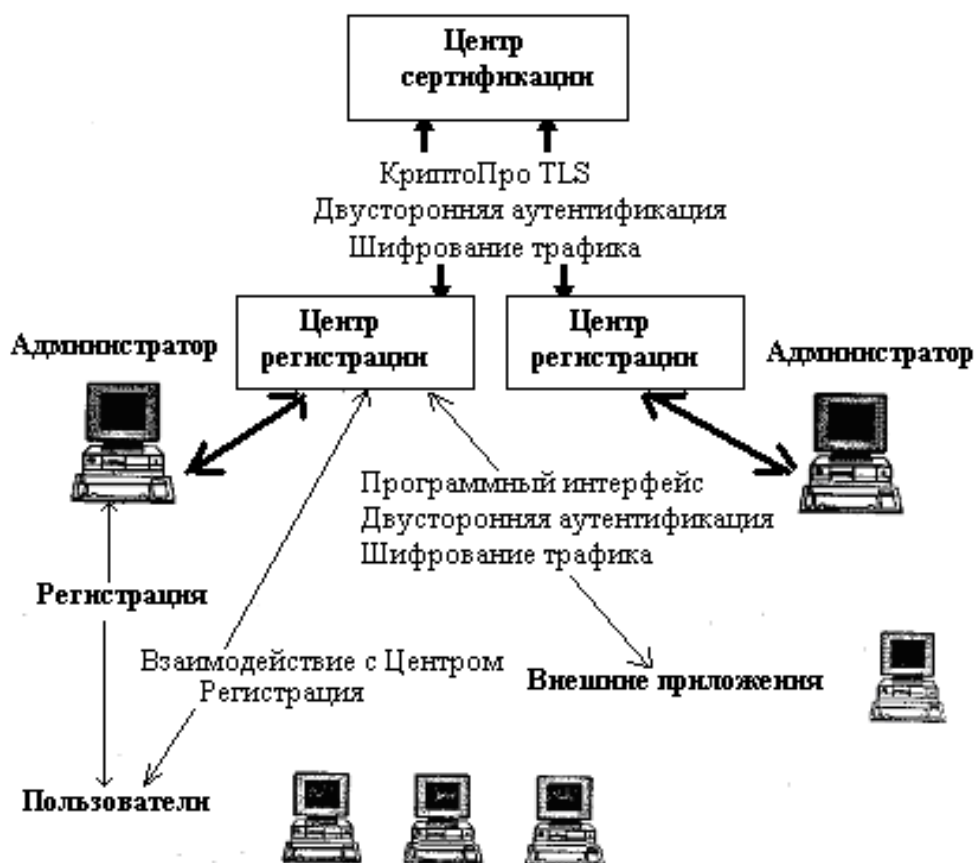 Центр
сертификации
КриптоПро TLS
Двусторонняя аутентификация
Шифрование трафика
Центр
регистрации
Центр
регистрации
Администратор
Администратор
Программный интерфейс
Двусторонняя аутентификация
Шифрование трафика
Регистрация
Взаимодействие с Центром
Регистрация
Внешние приложения
Пользователи